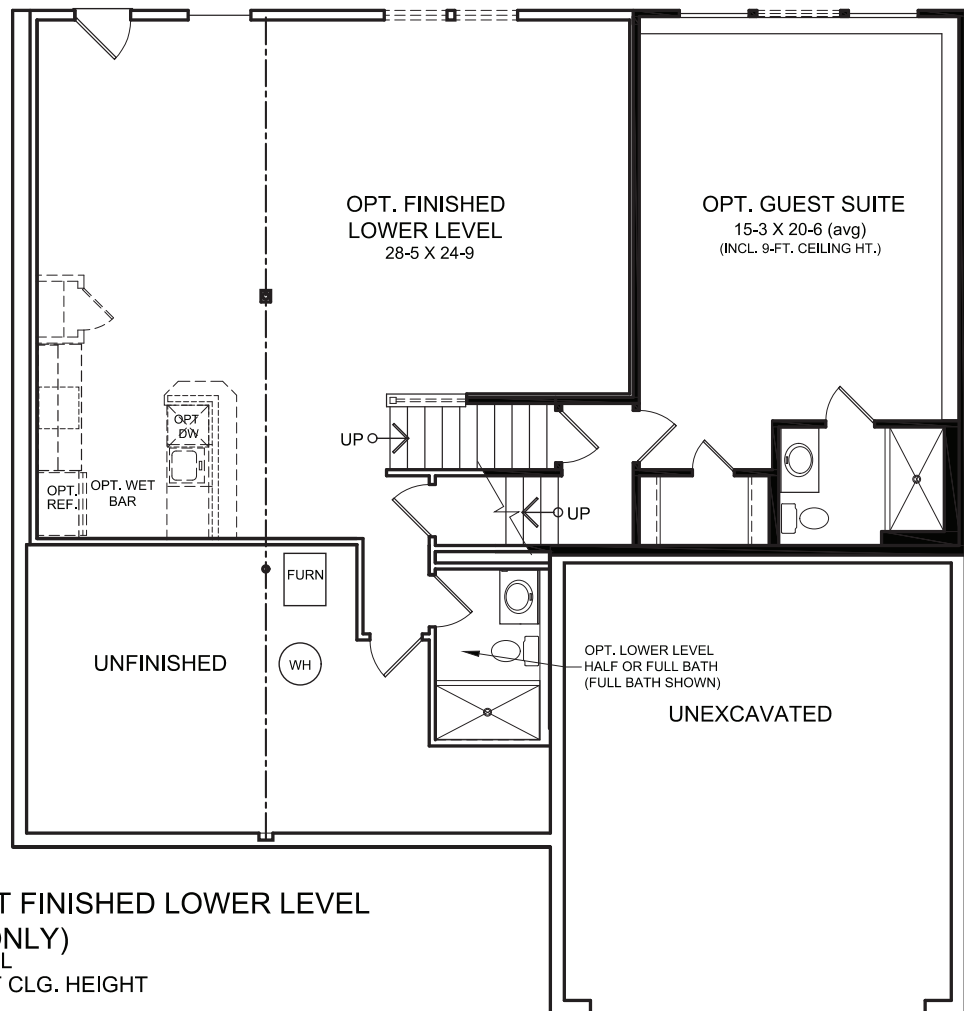 OPT. FINISHED
LOWER LEVEL
28-5 X 24-9
OPT. GUEST SUITE
15-3 X 20-6 (avg)
(INCL. 9-FT. CEILING HT.)
OPT
DW
UP
OPT.
REF.
OPT. WET
BAR
UP
FURN
UNFINISHED
WH
OPT. LOWER LEVEL
HALF OR FULL BATH
(FULL BATH SHOWN)
UNEXCAVATED
T FINISHED LOWER LEVEL
ONLY)
L
CLG. HEIGHT